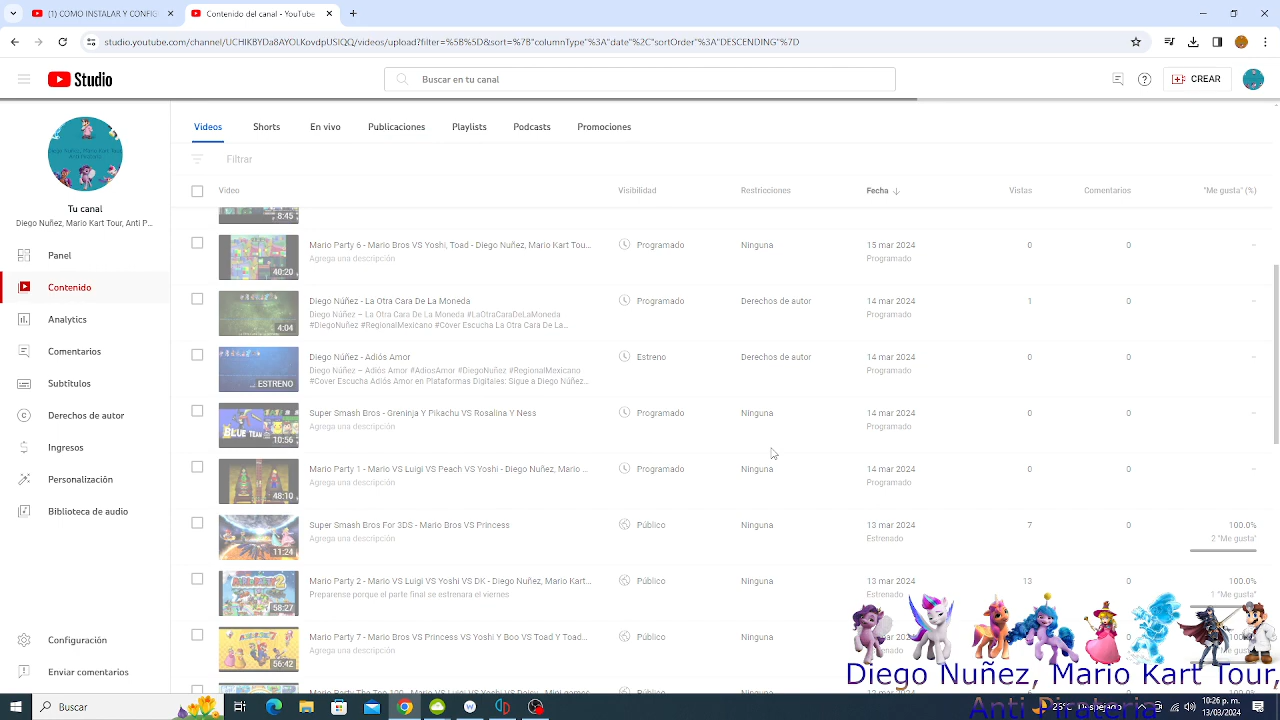 (1) COMO INSTALAR Y CONFIG
Contenido del canal - YouTube
studio.youtube.com/channel/UCHIKBYDa8AYOLKovdrUSIQQ/videos/upload?filter=%5B%5D&sort=%7B"columnType"%3A"date"%2C"sortOrder"%3A"DESCENDING"%7D
Studio
Buscar en tu canal
CREAR
Videos Shorts En vivo Publicaciones Playlists Podcasts Promociones
Filtrar
Video Visibilidad Restricciones Fecha Vistas Comentarios "Me gusta" (%)
Tu canal
Diego Nuñez, Mario Kart Tour, Anti P...
Panel
Contenido
Analytics
Comentarios
Subtítulos
Derechos de autor
Ingresos
Personalización
Biblioteca de audio
Configuración
Enviar comentarios
8:45
Mario Party 6 - Mario Bros VS Yoshi, Toad - Diego Nuñez, Mario Kart Tou... Programado Ninguna 15 mar 2024 0 0 –
Agrega una descripción Programado
40:20
Diego Núñez - La Otra Cara De La Moneda Programado Derechos de autor 14 mar 2024 1 0 –
Diego Núñez – La Otra Cara De La Moneda #LaOtraCaraDeLaMoneda Programado
#DiegoNuñez #RegionalMexicano #Cover Escucha La Otra Cara De La...
4:04
Diego Núñez - Adiós Amor Estreno Derechos de autor 14 mar 2024 0 0 –
Diego Núñez – Adiós Amor #AdiosAmor #DiegoNuñez #RegionalMexicano Programado
#Cover Escucha Adiós Amor en Plataformas Digitales: Sigue a Diego Núñez...
... ESTRENO
Super Smash Bros - Greninja Y Pikachu VS Rosalina Y Ness Programado Ninguna 14 mar 2024 0 0 –
Agrega una descripción Programado
BLUE TEAM
10:56
Mario Party 1 - Mario VS Luigi VS Peach VS Yoshi - Diego Nuñez, Mario ... Programado Ninguna 14 mar 2024 0 0 –
Agrega una descripción Programado
48:10
Super Smash Bros For 3DS - Mario Bros VS Princess Público Ninguna 13 mar 2024 7 0 100.0%
Agrega una descripción Estrenado 2 "Me gusta"
11:24
Mario Party 2 - Mario VS Luigi VS Yoshi VS DK - Diego Nuñez, Mario Kart... Público Ninguna 13 mar 2024 13 0 100.0%
Preparense porque el parte final se estrenara el viernes Estrenado 1 "Me gusta"
58:27
Mario Party 7 - Mario Bros VS Princess VS Yoshi Y Boo VS Toad Y Toad... Público Ninguna
Agrega una descripción
56:42
Diego Nuñez, Mario Kart Tour,
Anti Piratería
Buscar
10:26 p. m.
13/03/2024